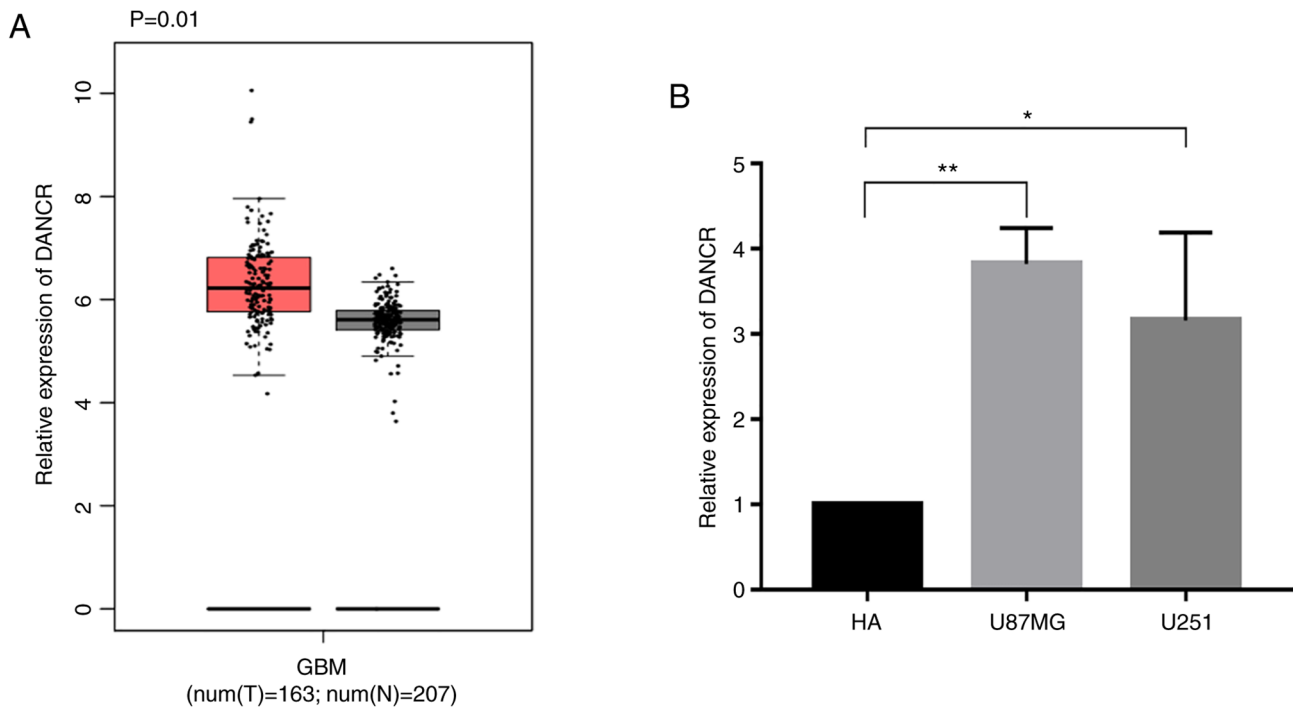 A
P=0.01
Relative expression of DANCR
10
8
6
4
2
0
GBM
(num(T)=163; num(N)=207)
B
*
**
Relative expression of DANCR
5
4
3
2
1
0
HA
U87MG
U251